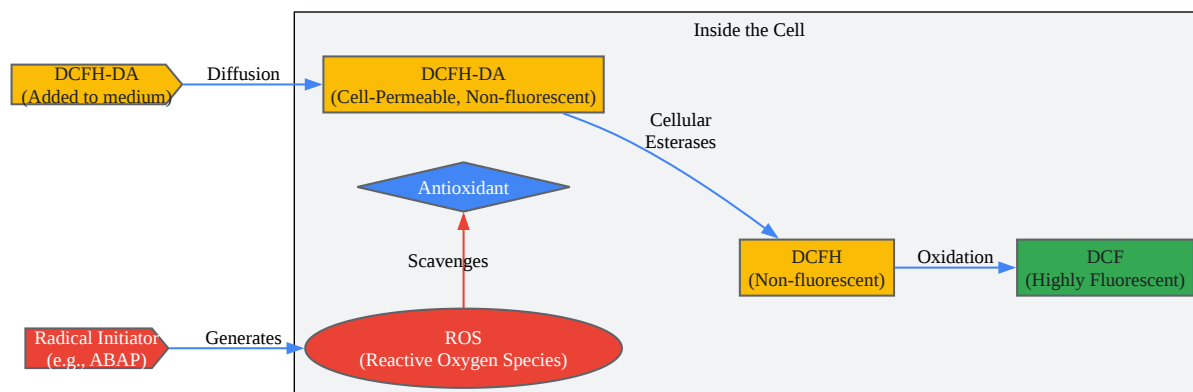 Inside the Cell
DCFH-DA
(Added to medium)
Diffusion
DCFH-DA
(Cell-Permeable, Non-fluorescent)
Cellular
Esterases
Antioxidant
Scavenges
DCFH
(Non-fluorescent)
Oxidation
DCF
(Highly Fluorescent)
Radical Initiator
(e.g., ABAP)
Generates
ROS
(Reactive Oxygen Species)